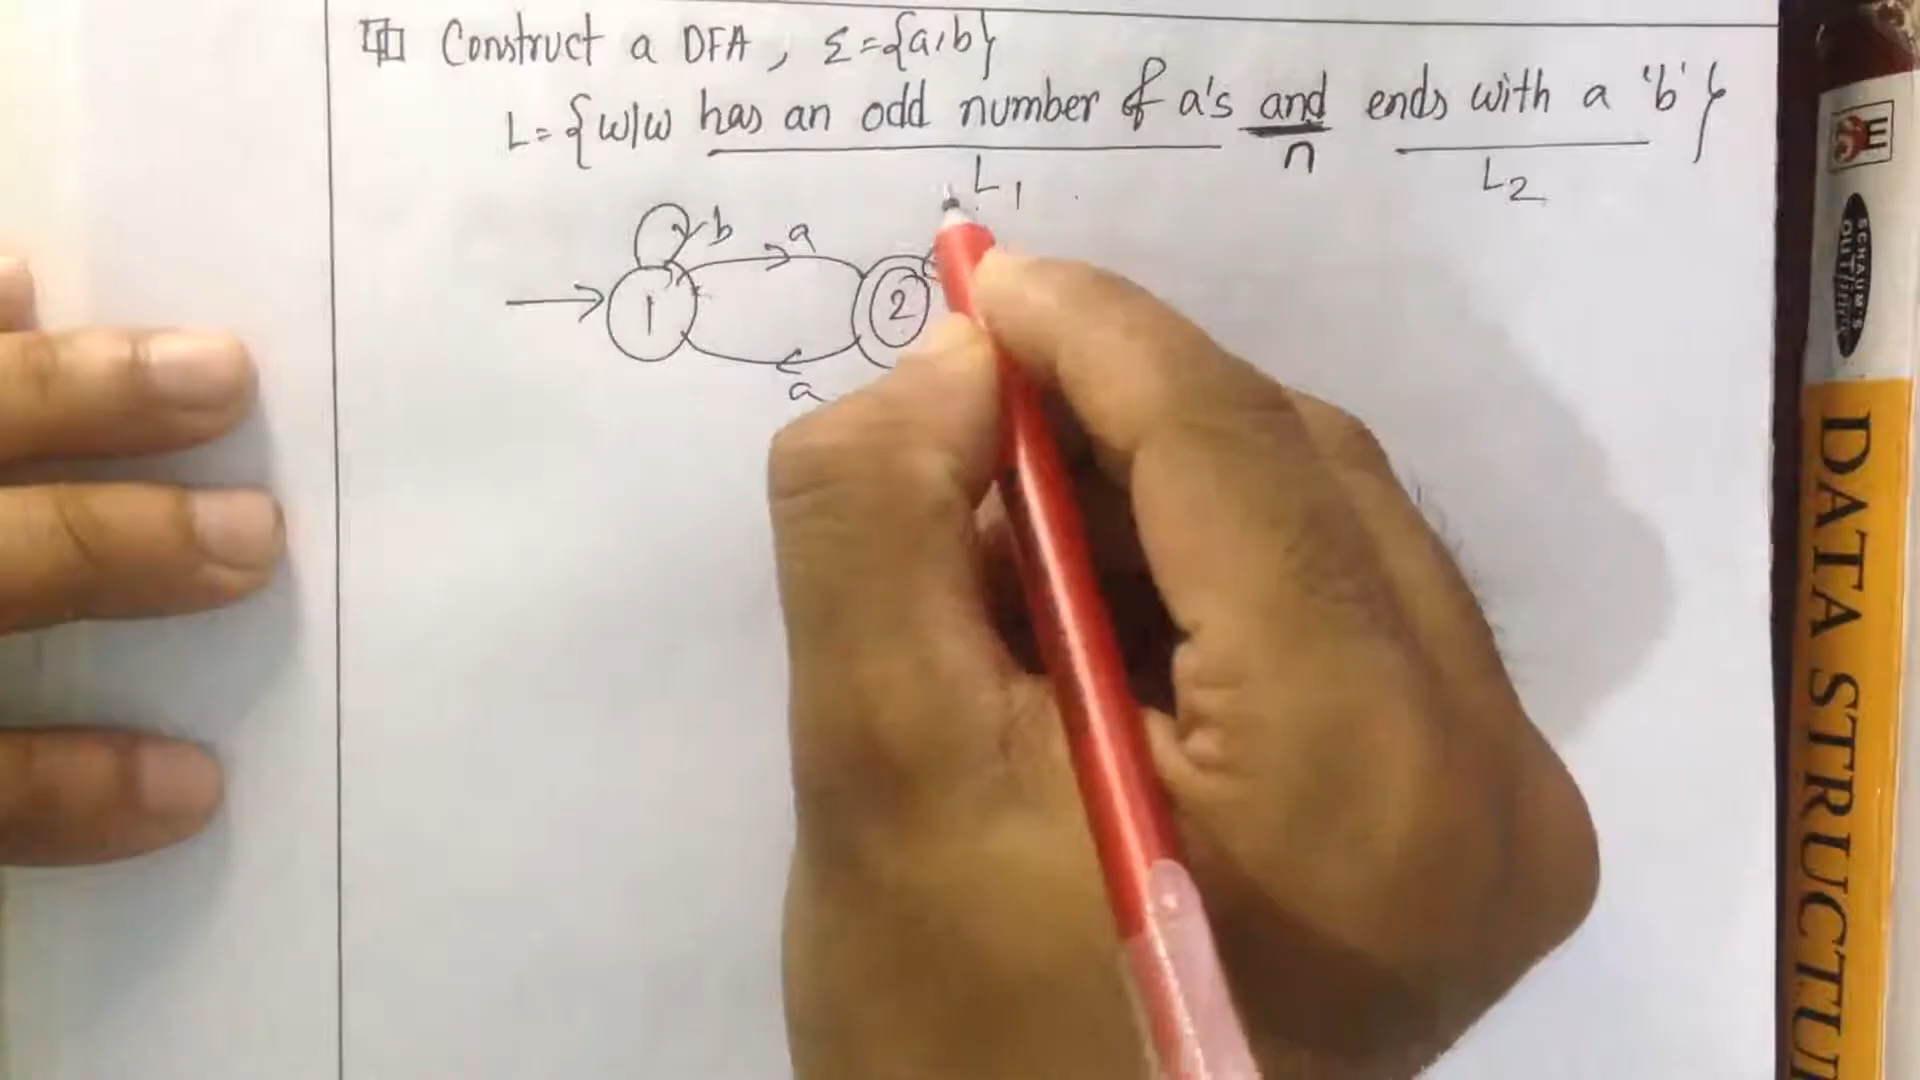 Construct a DFA, Σ={a,b}
L={w/w has an odd number of a's and ends with a 'b'}
L1 n L2
b a
1 2
a
SCHAUM'S
OUTlines
DATA STRUCTU